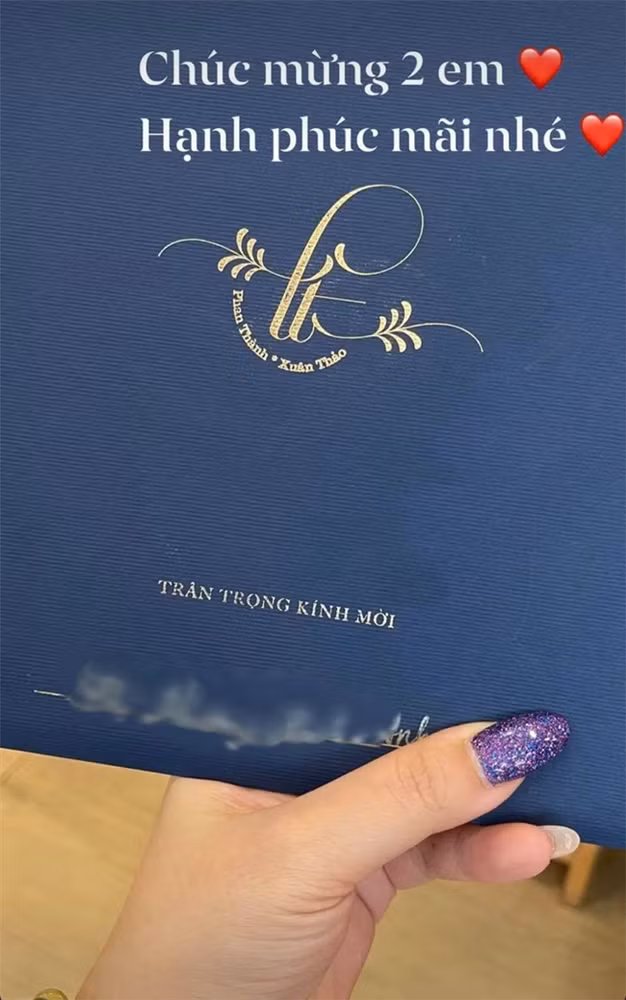 Chúc mừng 2 em ❤️
Hạnh phúc mãi nhé ❤️
Phan Thành * Xuân Thảo
TRÂN TRỌNG KÍNH MỜI